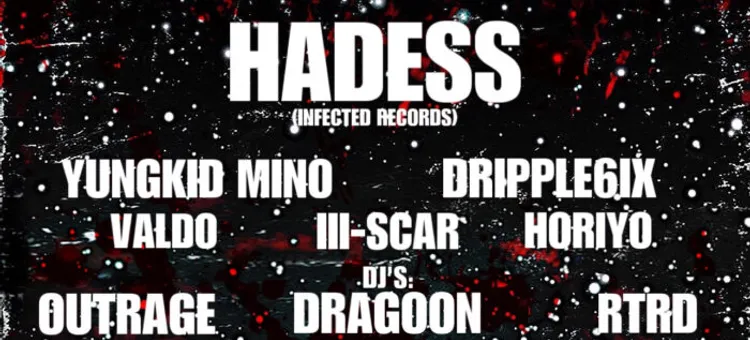 HADESS
(INFECTED RECORDS)
YUNGKID MINO DRIPPLE6IX
VALDO III-SCAR HORIYO
DJ'S:
OUTRAGE DRAGOON RTRD